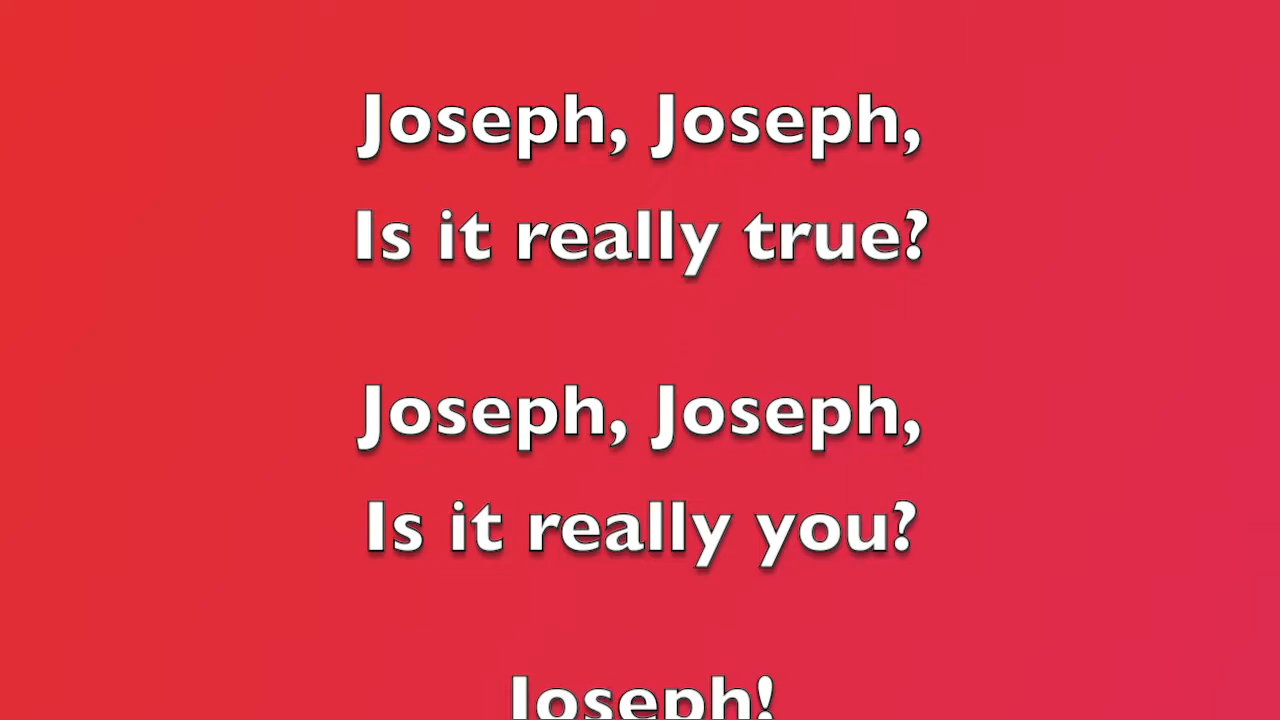 Joseph, Joseph,
Is it really true?
Joseph, Joseph,
Is it really you?
Joseph!